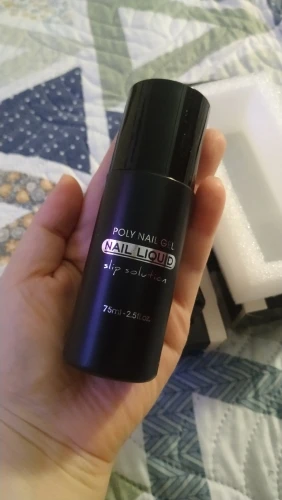 POLY NAIL GEL
NAIL LIQUID
slip solution
75ml-2.5fl.oz.